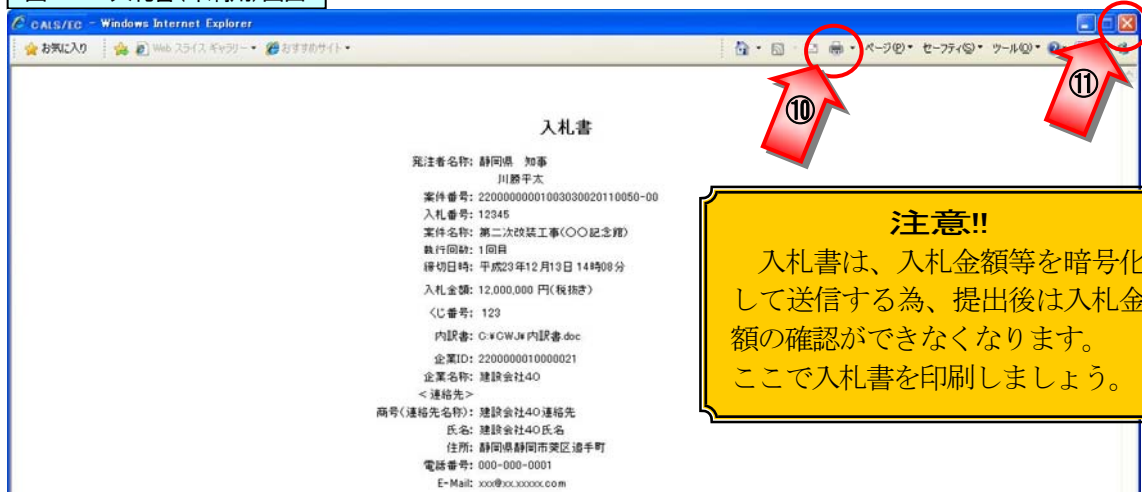 CALS/EC - Windows Internet Explorer
お気に入り Web スライス ギャラリー おすすめサイト ページ(P) セーフティ(S) ツール(O)
⑩
⑪
入札書
発注者名称: 静岡県 知事
川勝平太
案件番号: 22000000001003030020110050-00
入札番号: 12345
案件名称: 第二次改装工事(〇〇記念館)
執行回数: 1回目
締切日時: 平成23年12月13日 14時08分
入札金額: 12,000,000 円(税抜き)
くじ番号: 123
内訳書: C:¥CWJ¥内訳書.doc
企業ID: 2200000010000021
企業名称: 建設会社40
<連絡先>
商号(連絡先名称): 建設会社40連絡先
氏名: 建設会社40氏名
住所: 静岡県静岡市葵区追手町
電話番号: 000-000-0001
E-Mail: xxx@xx.xxxxx.com
注意!!
入札書は、入札金額等を暗号化
して送信する為、提出後は入札金
額の確認ができなくなります。
ここで入札書を印刷しましょう。